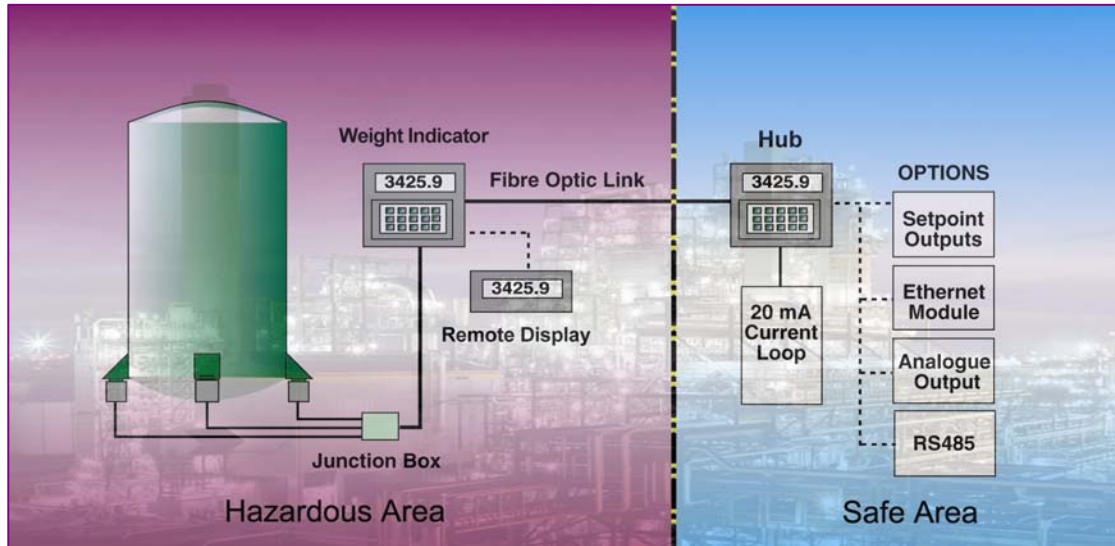 Weight Indicator
3425.9
Fibre Optic Link
3425.9
Remote Display
Junction Box
Hazardous Area
Hub
3425.9
20 mA
Current
Loop
OPTIONS
Setpoint
Outputs
Ethernet
Module
Analogue
Output
RS485
Safe Area